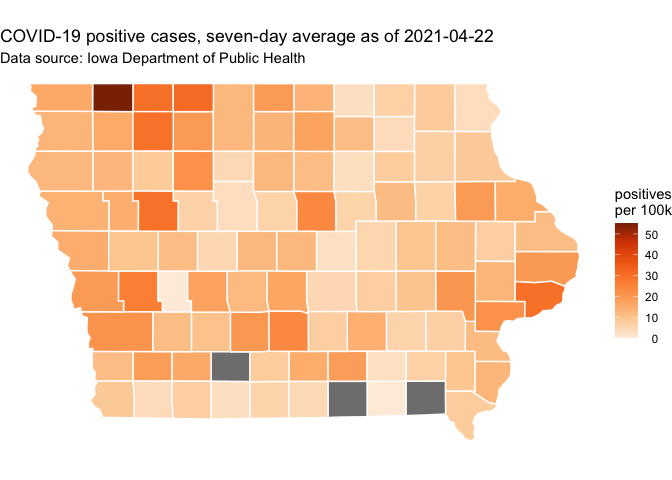 COVID-19 positive cases, seven-day average as of 2021-04-22
Data source: Iowa Department of Public Health
positives
per 100k
50
40
30
20
10
0